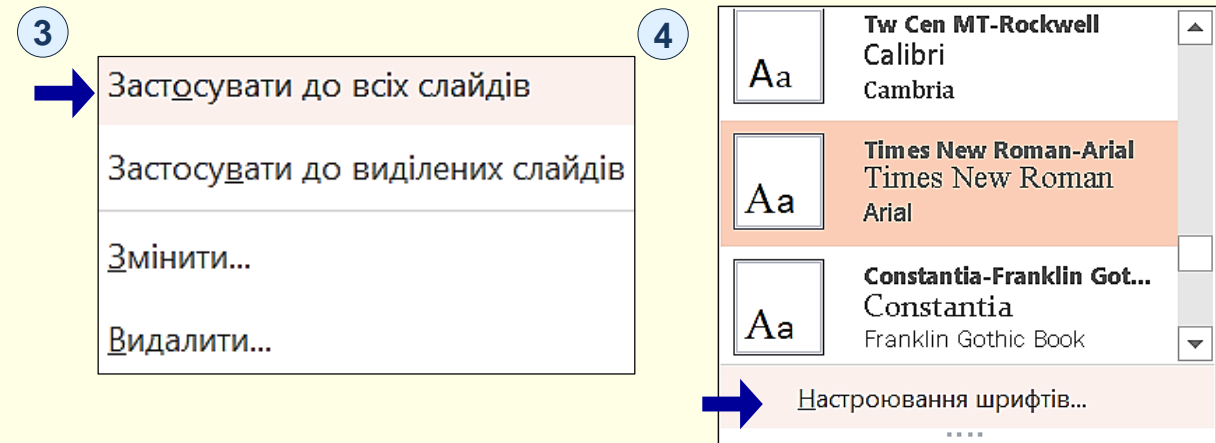 3
Застосувати до всіх слайдів
Застосувати до виділених слайдів
Змінити...
Видалити...
4
Tw Cen MT-Rockwell
Aa
Calibri
Cambria
Times New Roman-Arial
Aa
Times New Roman
Arial
Constantia-Franklin Got...
Aa
Constantia
Franklin Gothic Book
Настроювання шрифтів...